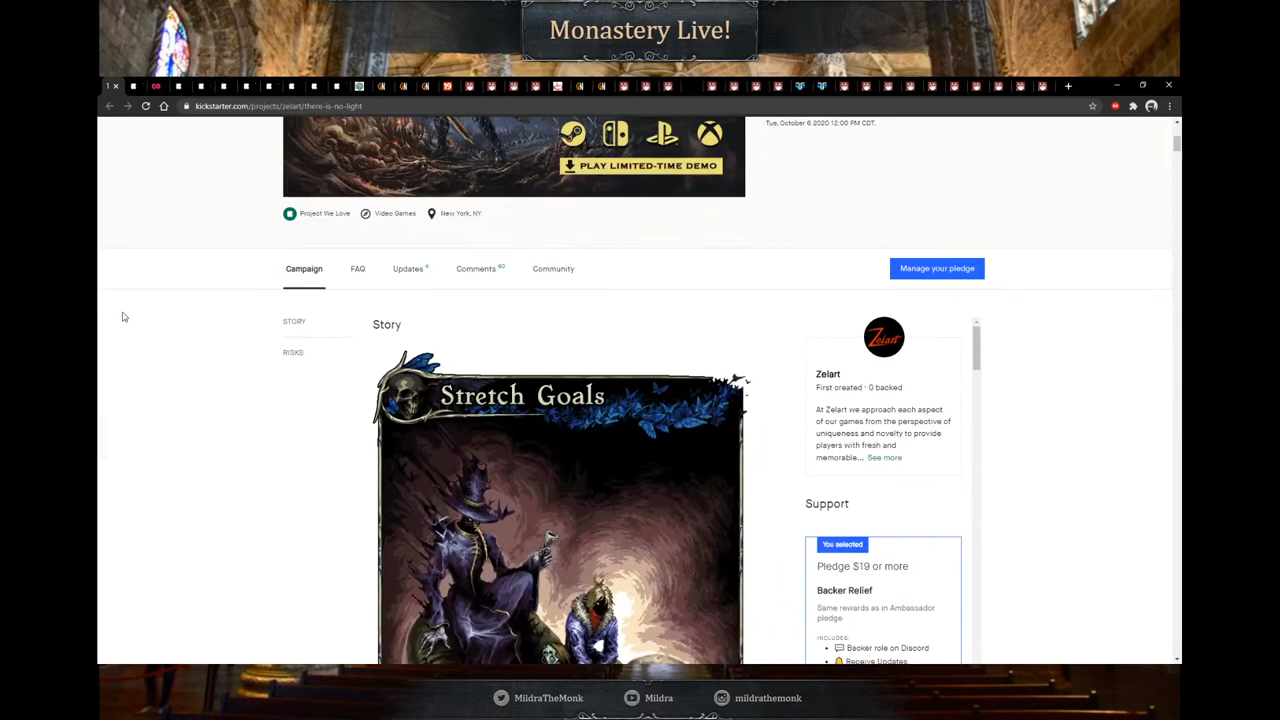 Monastery Live!
kickstarter.com/projects/zelart/there-is-no-light
Tue, October 6 2020 12:00 PM CDT.
PLAY LIMITED-TIME DEMO
Project We Love Video Games New York, NY
Campaign FAQ Updates 4 Comments 60 Community Manage your pledge
STORY
RISKS
Story
Stretch Goals
Zelart
Zelart
First created · 0 backed
At Zelart we approach each aspect
of our games from the perspective of
uniqueness and novelty to provide
players with fresh and
memorable... See more
Support
You selected
Pledge $19 or more
Backer Relief
Same rewards as in Ambassador
pledge
INCLUDES:
Backer role on Discord
Receive Updates
MildraTheMonk Mildra mildrathemonk